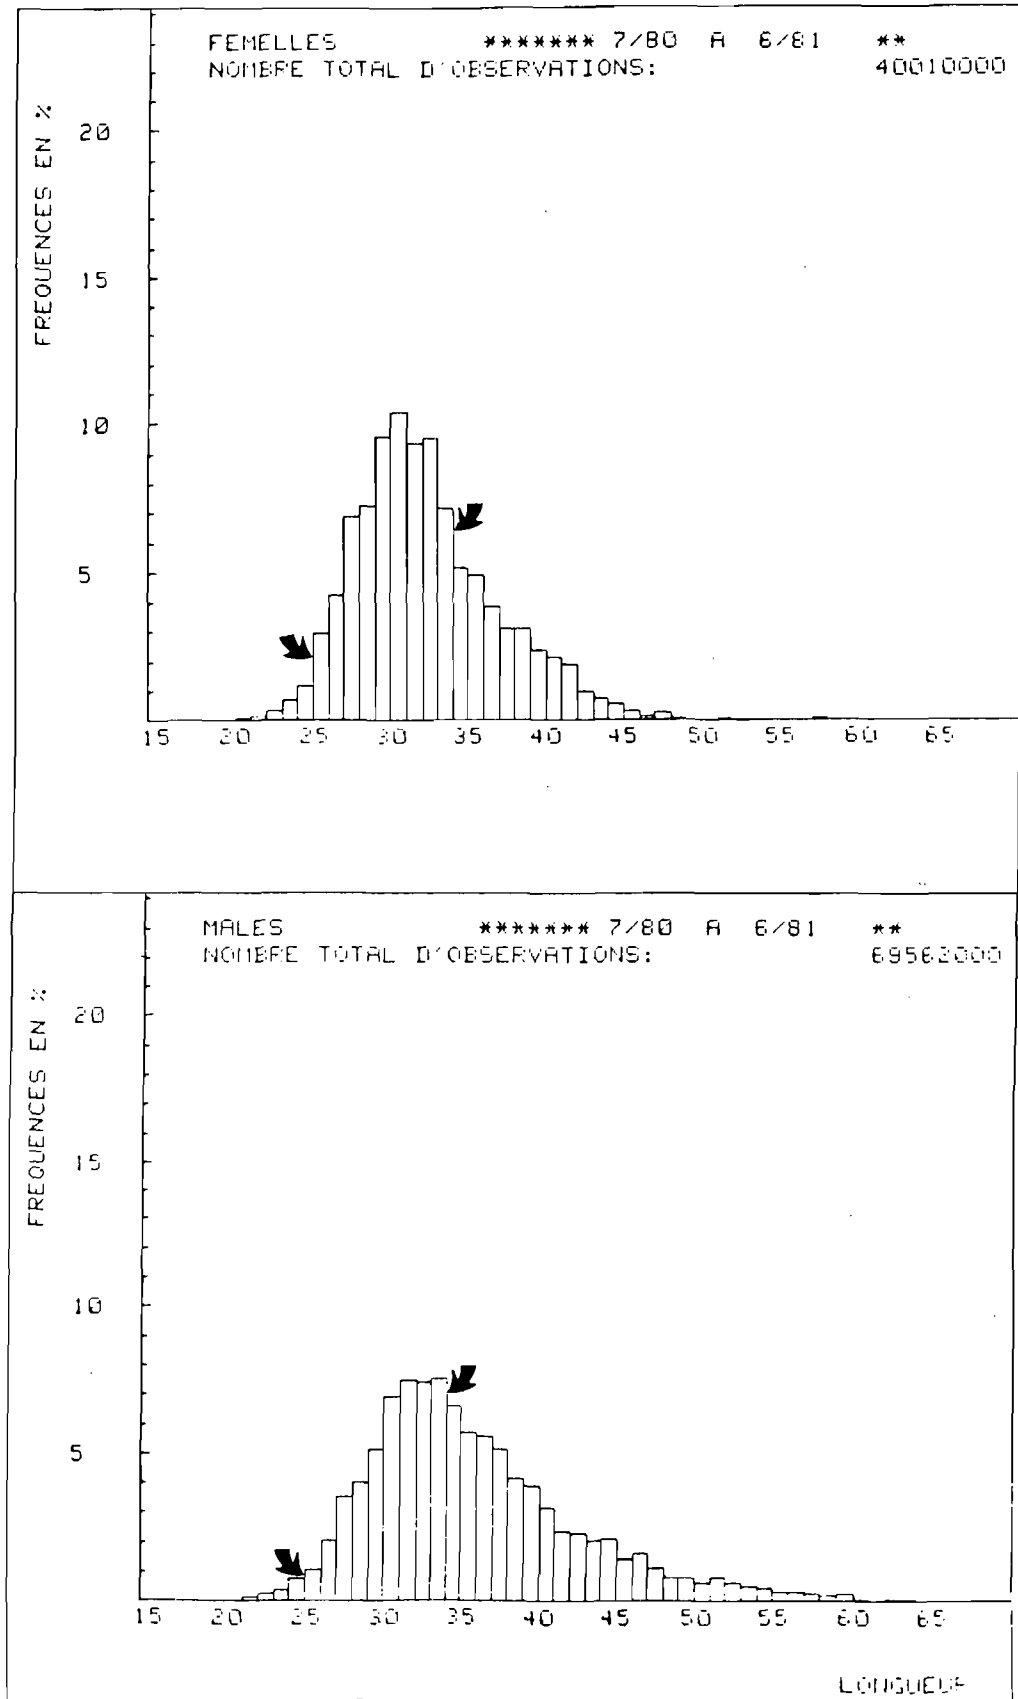 FEMELLES ******* 7/80 A 6/81 **
NOMBRE TOTAL D'OBSERVATIONS: 40010000
FREQUENCES EN %
20
15
10
5
15 20 25 30 35 40 45 50 55 60 65
MALES ******* 7/80 A 6/81 **
NOMBRE TOTAL D'OBSERVATIONS: 69562000
FREQUENCES EN %
20
15
10
5
15 20 25 30 35 40 45 50 55 60 65
LONGUEUR